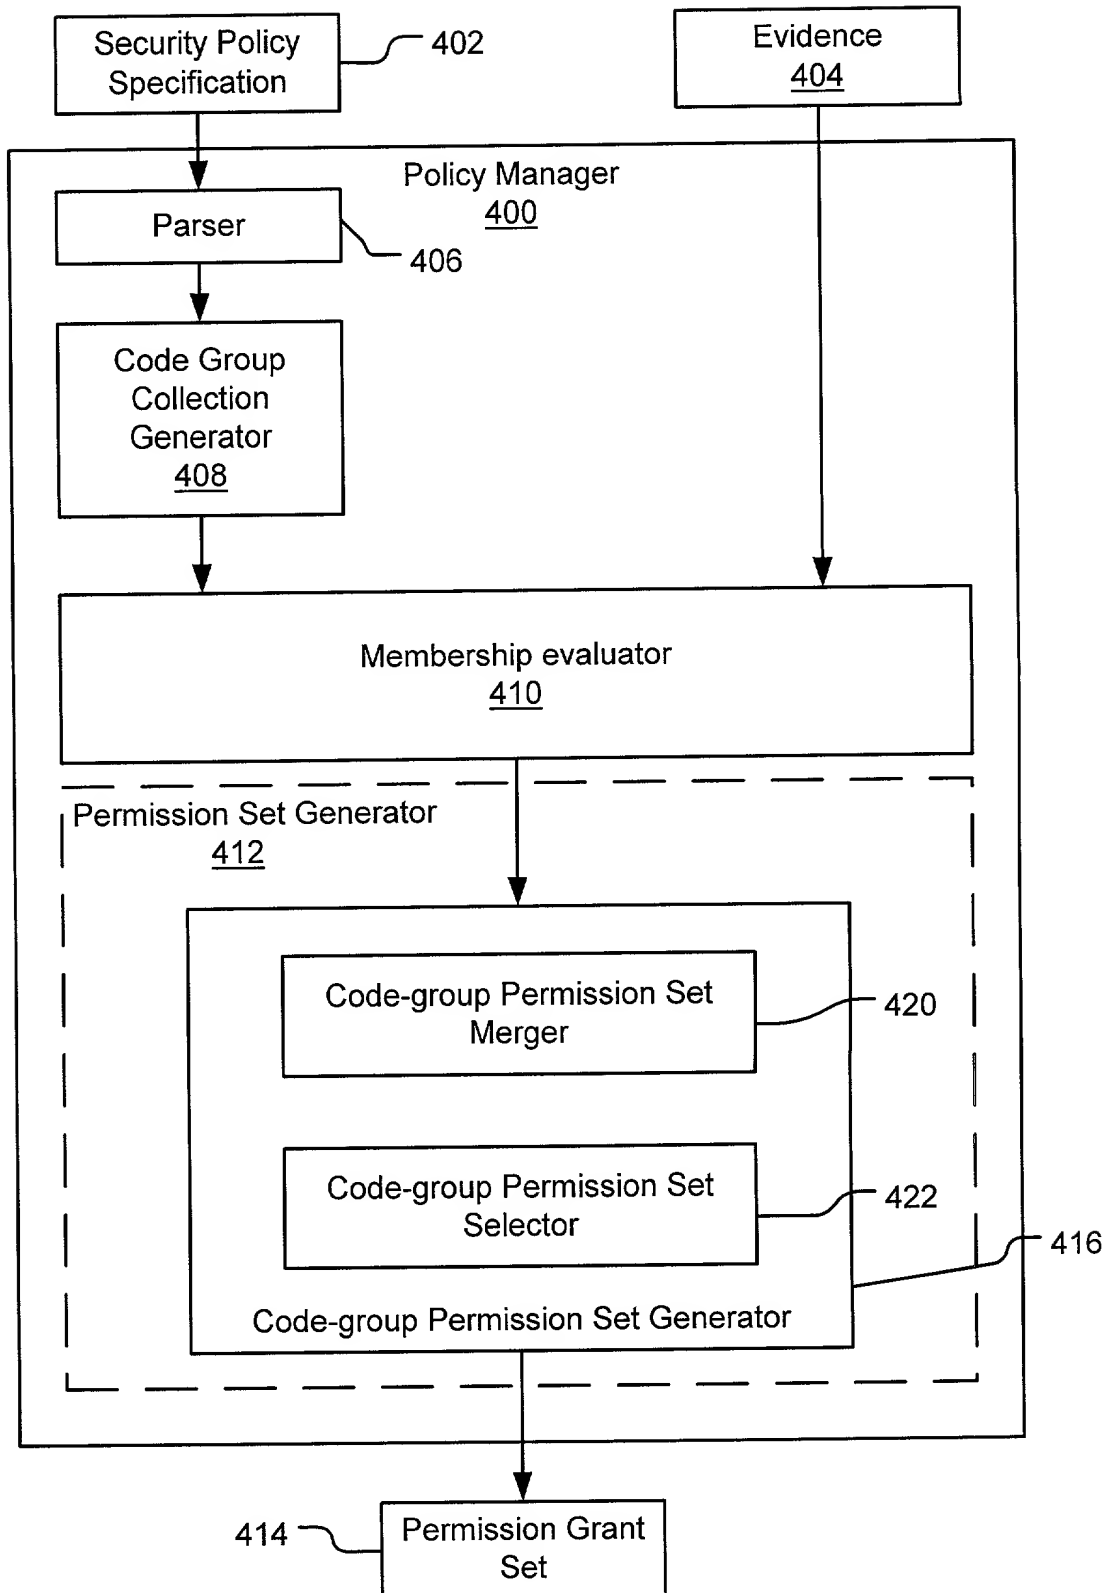 Security Policy
Specification
402
Evidence
404
Policy Manager
400
Parser
406
Code Group
Collection
Generator
408
Membership evaluator
410
Permission Set Generator
412
Code-group Permission Set
Merger
420
Code-group Permission Set
Selector
422
416
Code-group Permission Set Generator
414
Permission Grant
Set